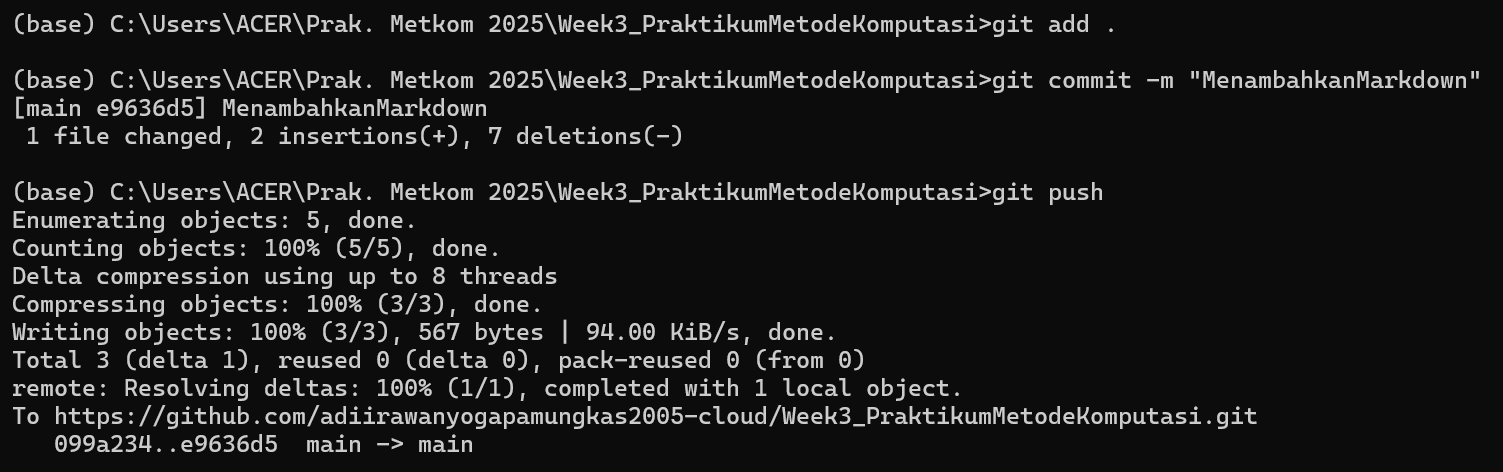 (base) C:\Users\ACER\Prak. Metkom 2025\Week3_PraktikumMetodeKomputasi>git add .
(base) C:\Users\ACER\Prak. Metkom 2025\Week3_PraktikumMetodeKomputasi>git commit -m "MenambahkanMarkdown"
[main e9636d5] MenambahkanMarkdown
 1 file changed, 2 insertions(+), 7 deletions(-)
(base) C:\Users\ACER\Prak. Metkom 2025\Week3_PraktikumMetodeKomputasi>git push
Enumerating objects: 5, done.
Counting objects: 100% (5/5), done.
Delta compression using up to 8 threads
Compressing objects: 100% (3/3), done.
Writing objects: 100% (3/3), 567 bytes | 94.00 KiB/s, done.
Total 3 (delta 1), reused 0 (delta 0), pack-reused 0 (from 0)
remote: Resolving deltas: 100% (1/1), completed with 1 local object.
To https://github.com/adiirawanyogapamungkas2005-cloud/Week3_PraktikumMetodeKomputasi.git
   099a234..e9636d5  main -> main